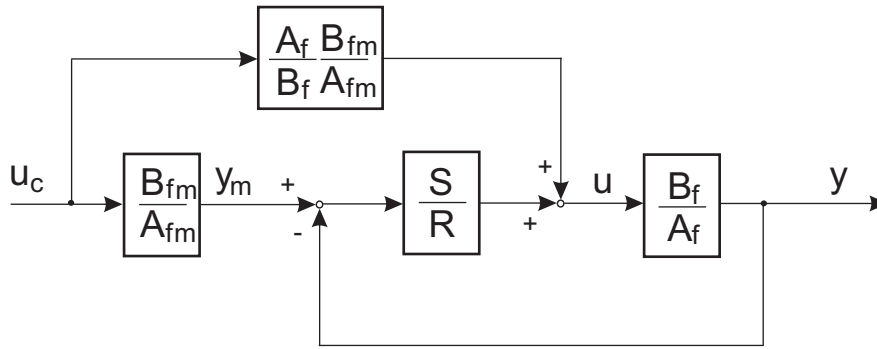 A_f B_fm
B_f A_fm
u_c
B_fm
A_fm
y_m
+
-
S
R
+
+
u
B_f
A_f
y